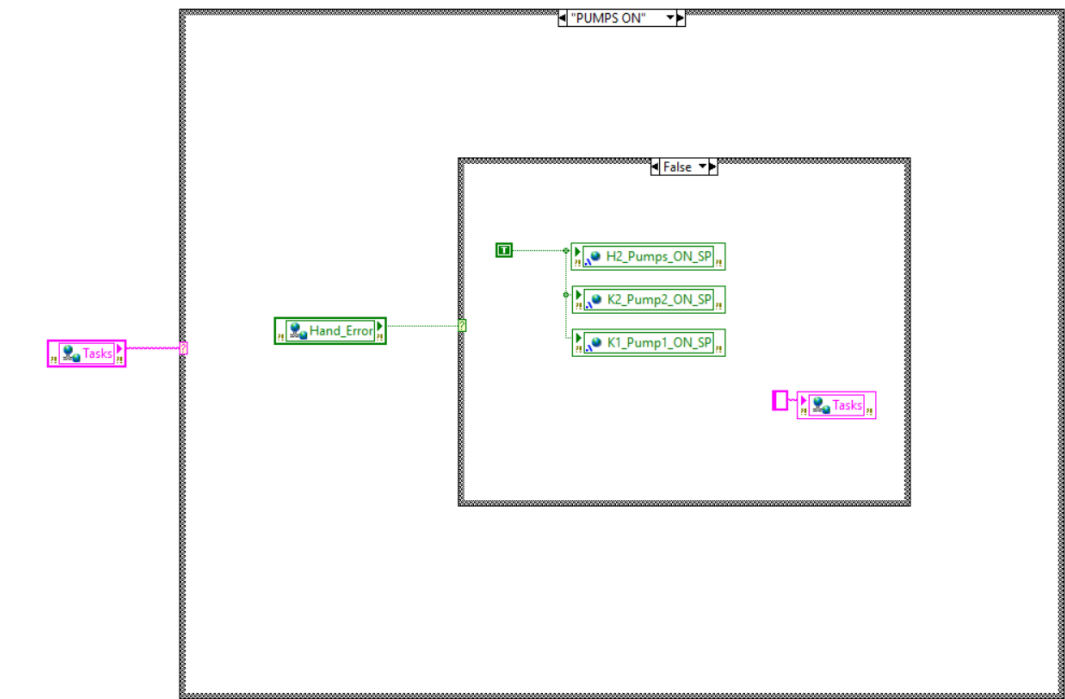 "PUMPS ON"
False
T
H2_Pumps_ON_SP
K2_Pump2_ON_SP
Hand_Error
?
K1_Pump1_ON_SP
Tasks
?
Tasks